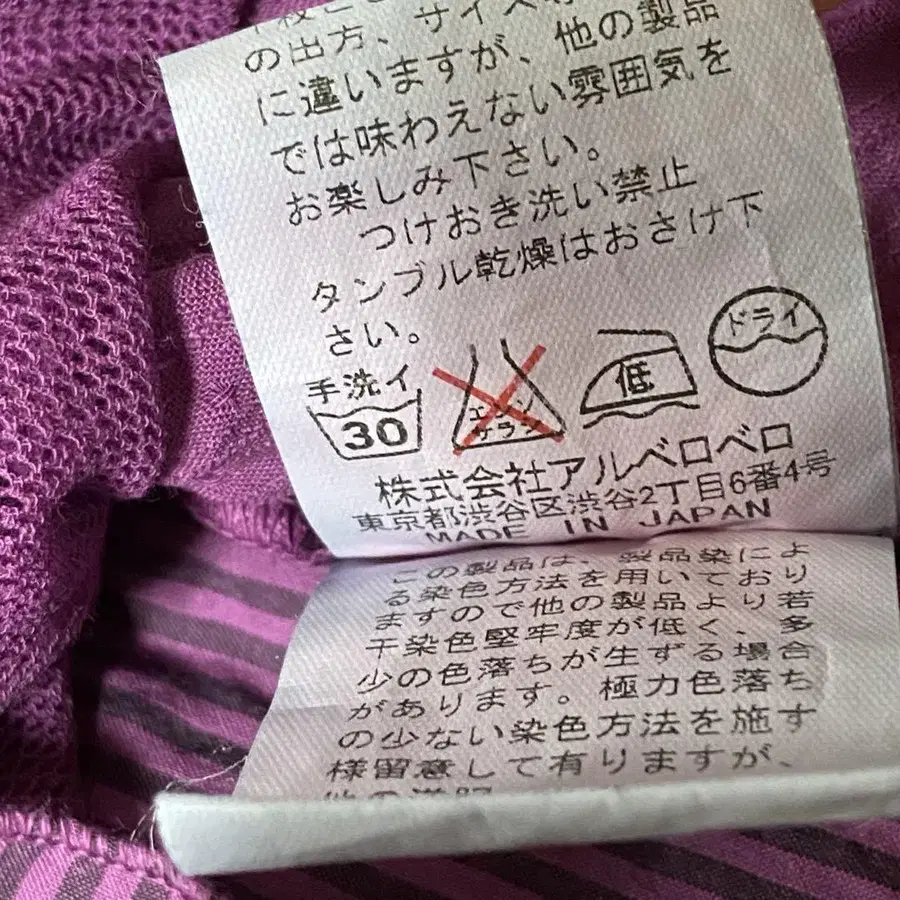 の出方、サイズ
に違いますが、他の製品
では味わえない雰囲気を
お楽しみ下さい。
つけおき洗い禁止
タンブル乾燥はおさけ下
さい。
手洗イ
30
エンソ
サラシ
低
ドライ
株式会社アルベロベロ
東京都渋谷区渋谷2丁目6番4号
MADE IN JAPAN
この製品は、製品染によ
る染色方法を用いており
ますので他の製品より若
干染色堅牢度が低く、多
少の色落ちが生ずる場合
があります。極力色落ち
の少ない染色方法を施す
様留意して有りますが、